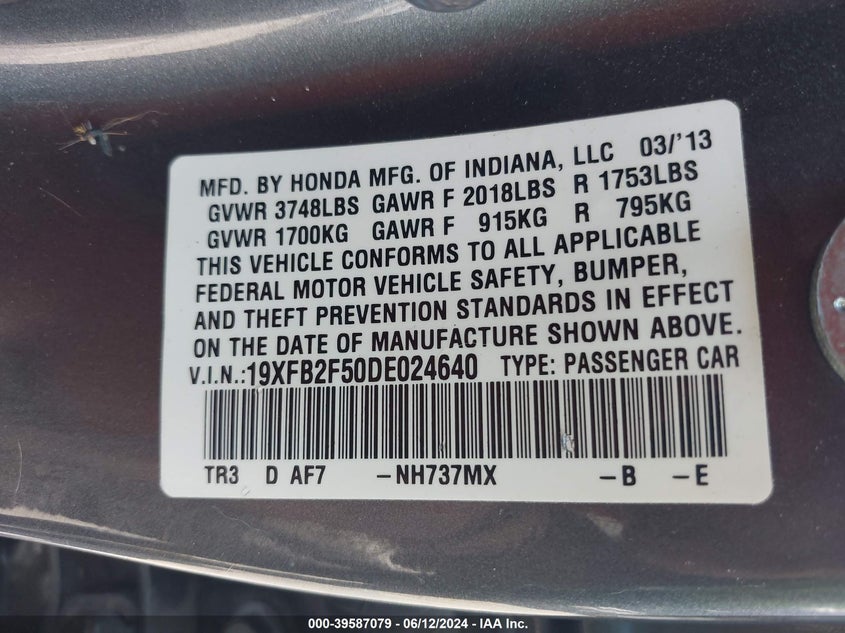 MFD. BY HONDA MFG. OF INDIANA, LLC 03/'13
GVWR 3748LBS GAWR F 2018LBS R 1753LBS
GVWR 1700KG GAWR F 915KG R 795KG
THIS VEHICLE CONFORMS TO ALL APPLICABLE
FEDERAL MOTOR VEHICLE SAFETY, BUMPER,
AND THEFT PREVENTION STANDARDS IN EFFECT
ON THE DATE OF MANUFACTURE SHOWN ABOVE.
V.I.N.:19XFB2F50DE024640 TYPE: PASSENGER CAR
TR3 D AF7 -NH737MX -B -E
000-39587079 - 06/12/2024 - IAA Inc.